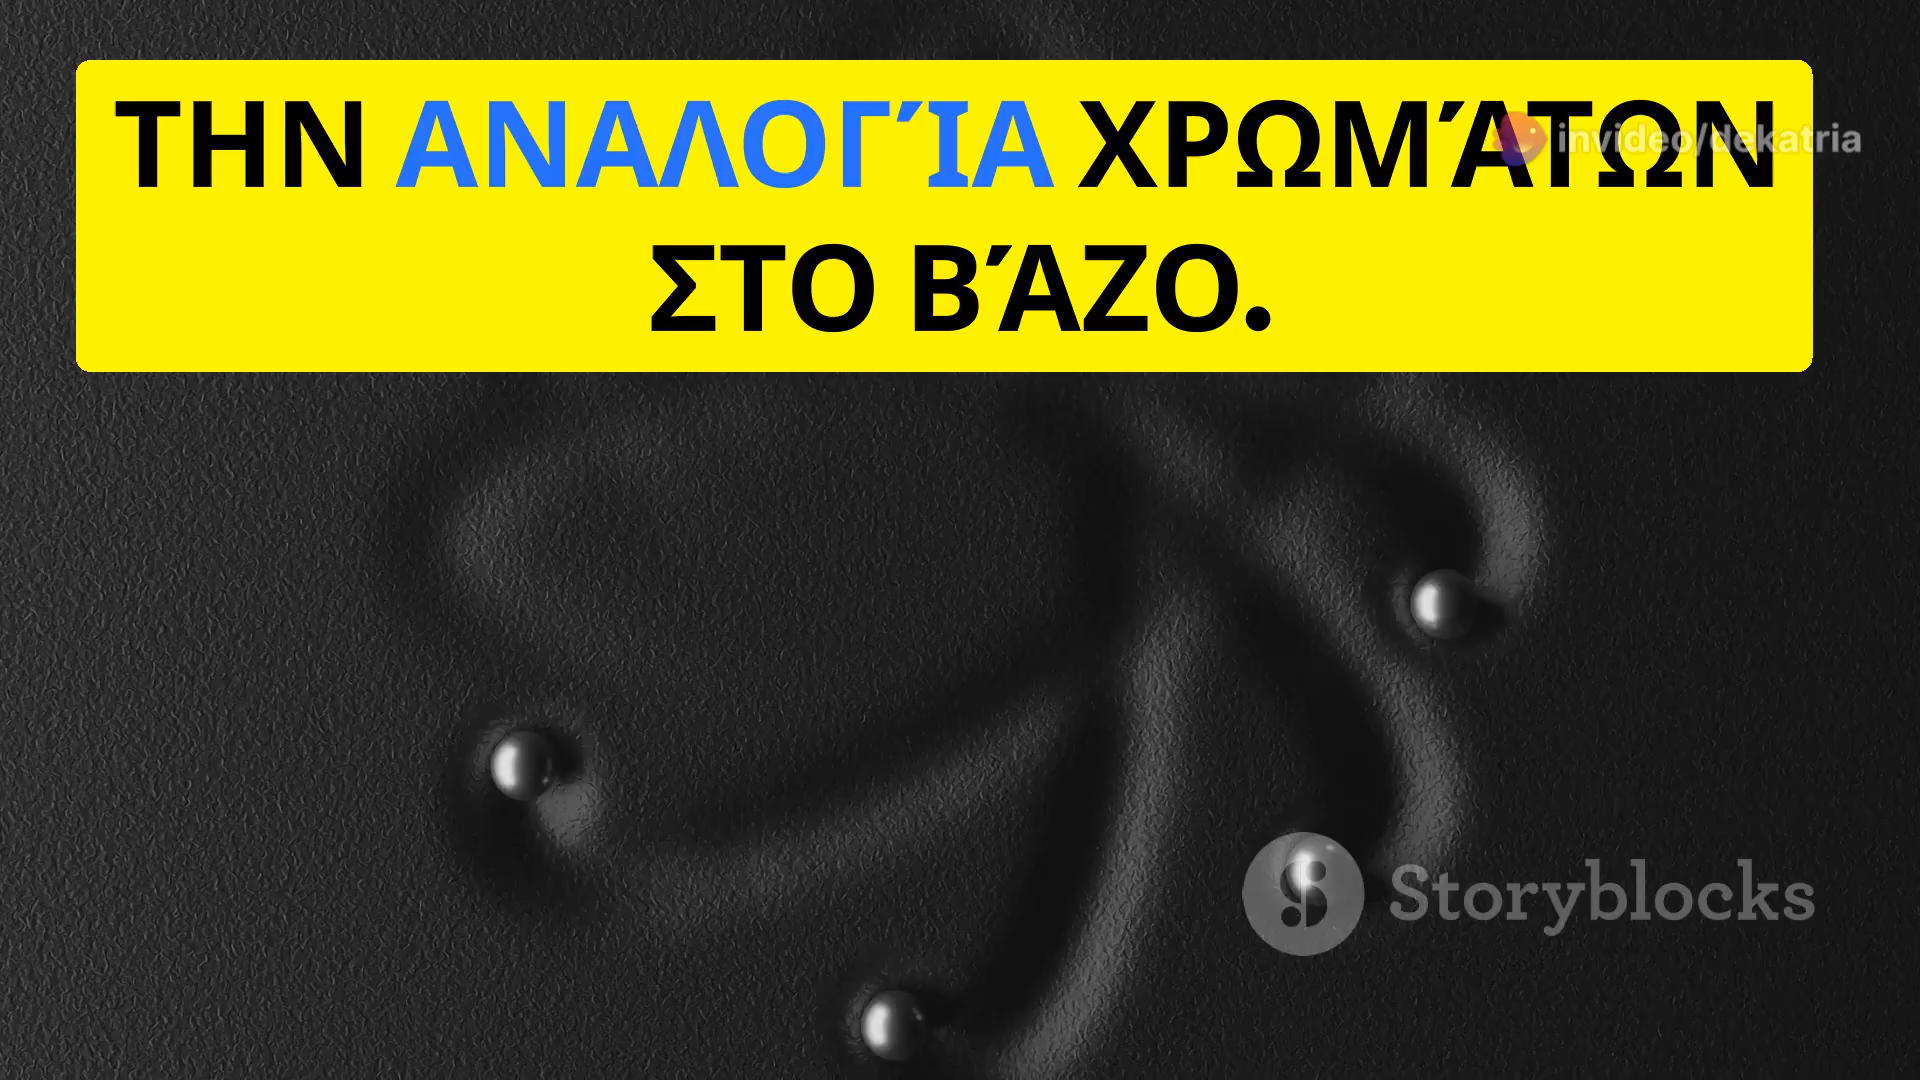 ΤΗΝ ΑΝΑΛΟΓΊΑ ΧΡΩΜΆΤΩΝ
invideo/dekatria
ΣΤΟ ΒΆΖΟ.
Storyblocks